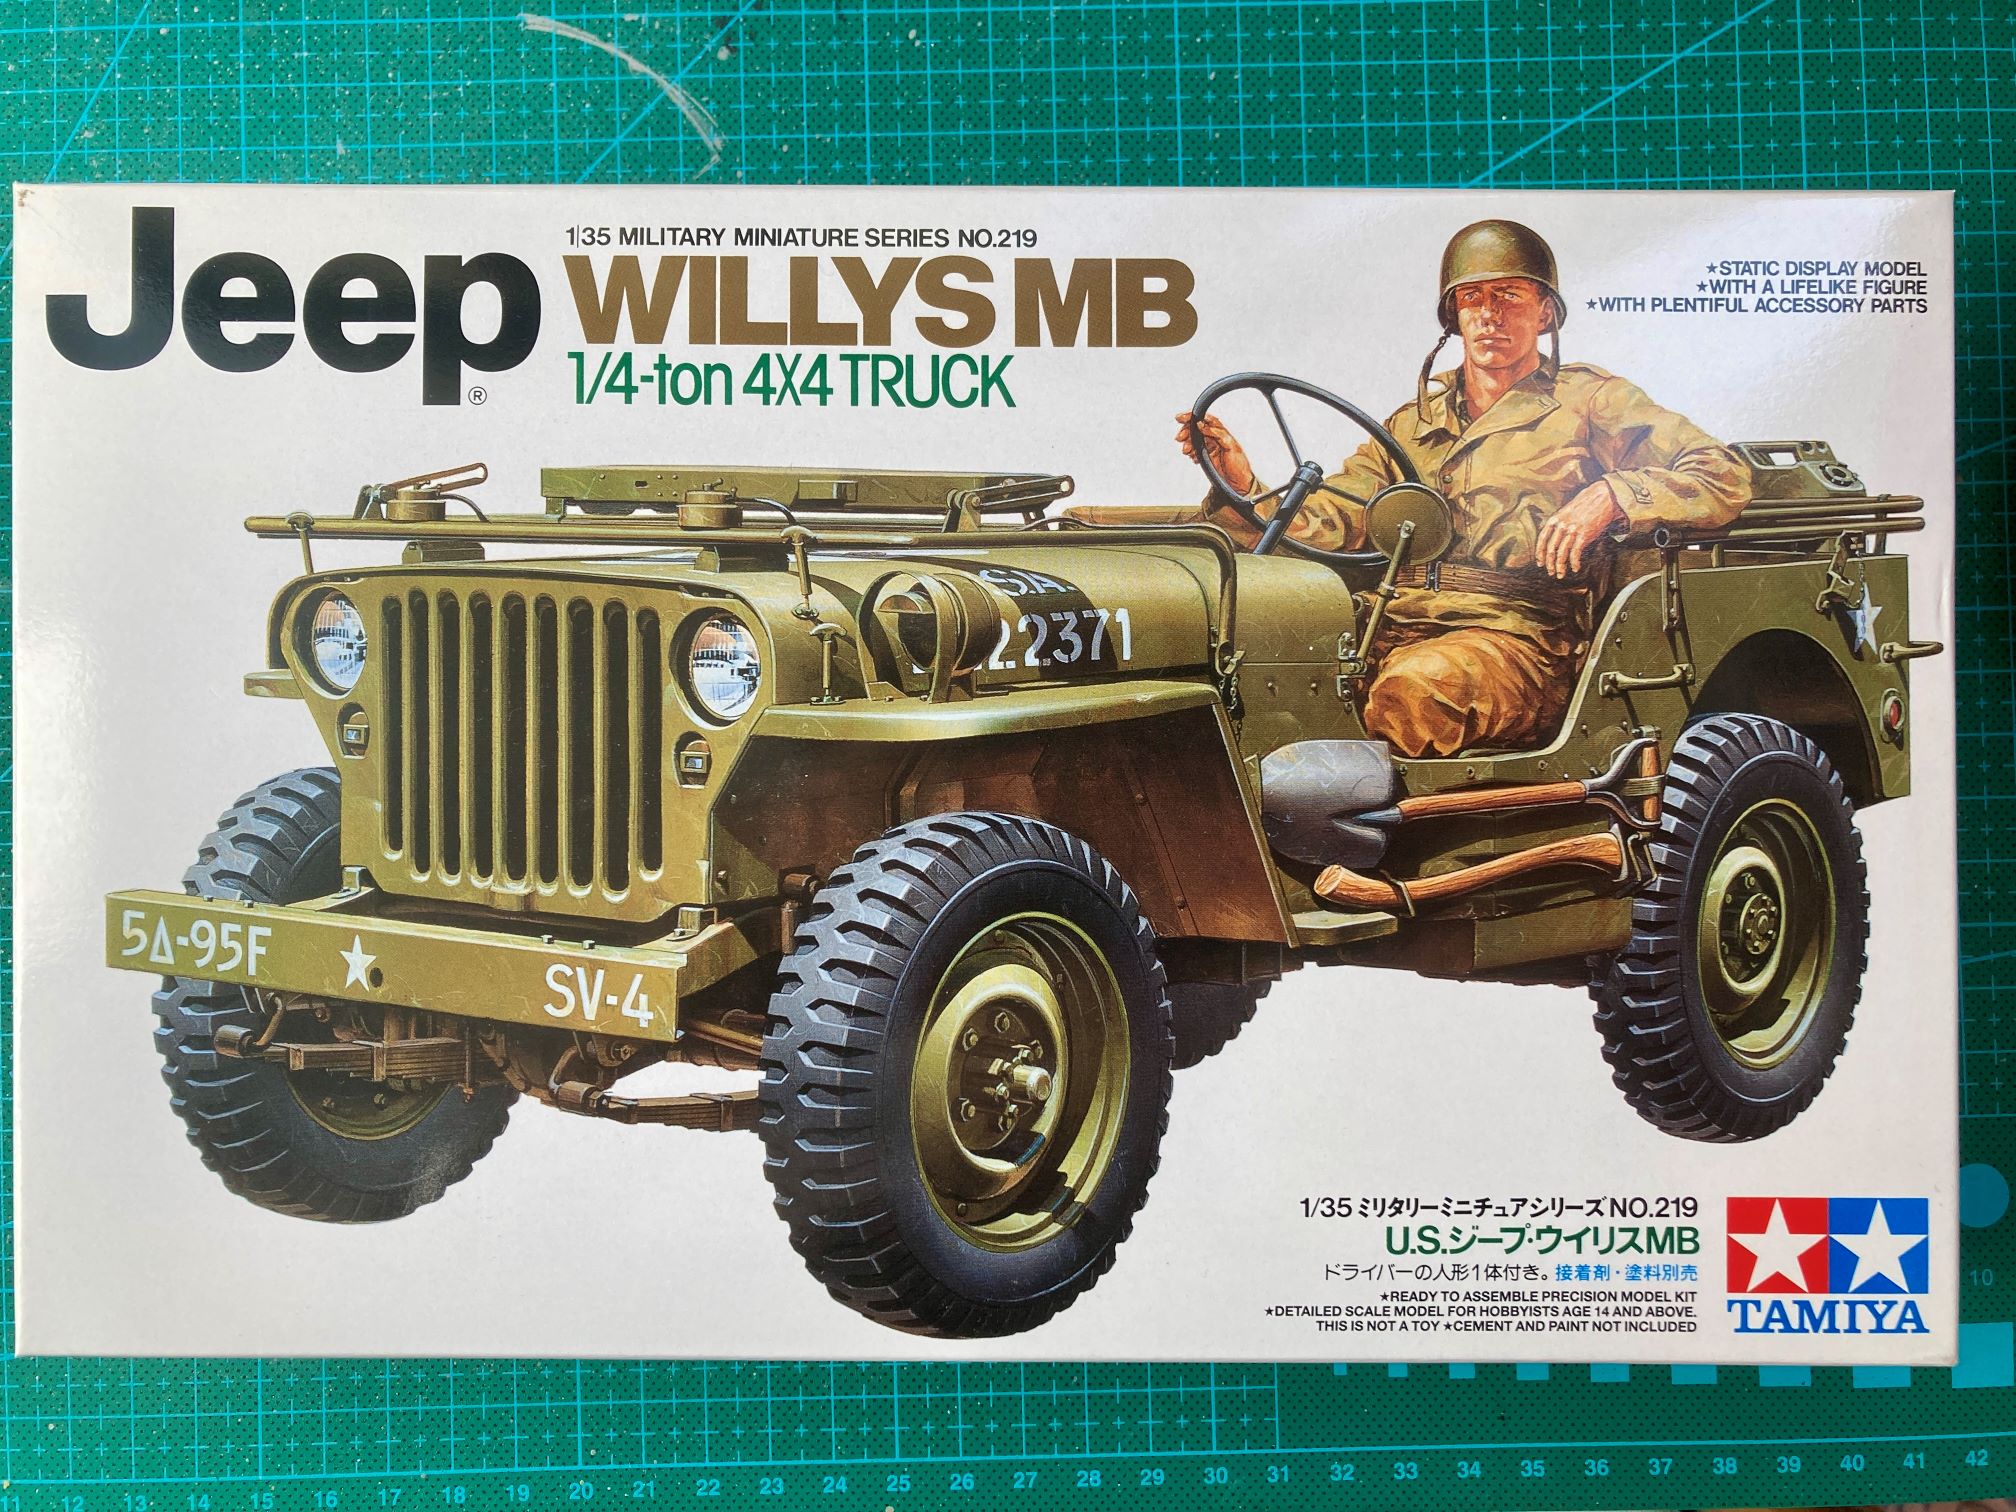 Jeep®
1/35 MILITARY MINIATURE SERIES NO.219
WILLYS MB
1/4-ton 4X4 TRUCK
★STATIC DISPLAY MODEL
★WITH A LIFELIKE FIGURE
★WITH PLENTIFUL ACCESSORY PARTS
S.A.
22371
5Δ-95F ★ SV-4
1/35 ミリタリーミニチュアシリーズNO.219
U.S.ジープ・ウイリスMB
ドライバーの人形1体付き。接着剤・塗料別売
★READY TO ASSEMBLE PRECISION MODEL KIT
★DETAILED SCALE MODEL FOR HOBBYISTS AGE 14 AND ABOVE.
THIS IS NOT A TOY ★CEMENT AND PAINT NOT INCLUDED
TAMIYA
10
11 12 13 14 15 16 17 18 19 20 21 22 23 24 25 26 27 28 29 30 31 32 33 34 35 36 37 38 39 40 41 42